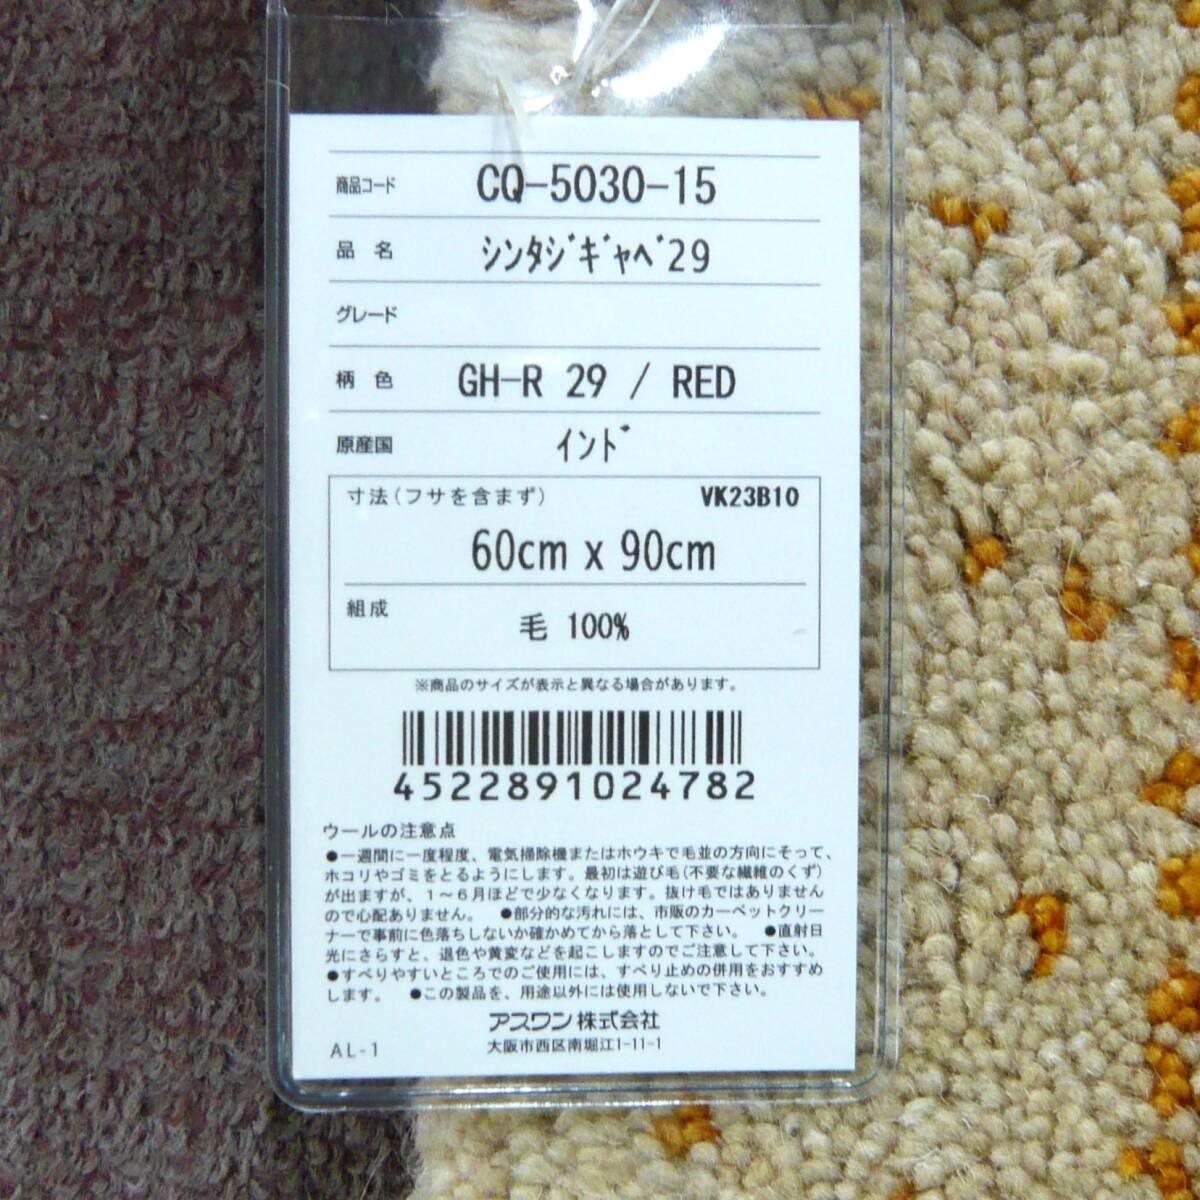 商品コード CQ-5030-15
品名 シンタジギャベ29
グレード
柄色 GH-R 29 / RED
原産国 インド
寸法(フサを含まず) VK23B10
60cm x 90cm
組成
毛 100%
※商品のサイズが表示と異なる場合があります。
4522891024782
ウールの注意点
●一週間に一度程度、電気掃除機またはホウキで毛並の方向にそって、
ホコリやゴミをとるようにします。最初は遊び毛(不要な繊維のくず)
が出ますが、1～6月ほどで少なくなります。抜け毛ではありません
ので心配ありません。 ●部分的な汚れには、市販のカーペットクリー
ナーで事前に色落ちしないか確かめてから落として下さい。 ●直射日
光にさらすと、退色や黄変などを起こしますのでご注意して下さい。
●すべりやすいところでのご使用には、すべり止めの併用をおすすめ
します。 ●この製品を、用途以外には使用しないで下さい。
アスワン株式会社
AL-1 大阪市西区南堀江1-11-1